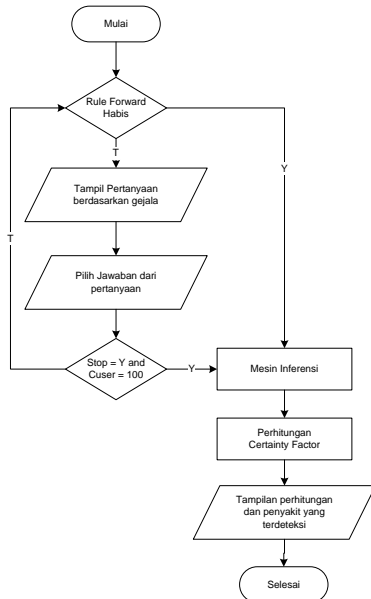 Mulai
Rule Forward
Habis
T
Y
Tampil Pertanyaan
berdasarkan gejala
T
Pilih Jawaban dari
pertanyaan
Stop = Y and
Cuser = 100
Y
Mesin Inferensi
Perhitungan
Certainty Factor
Tampilan perhitungan
dan penyakit yang
terdeteksi
Selesai